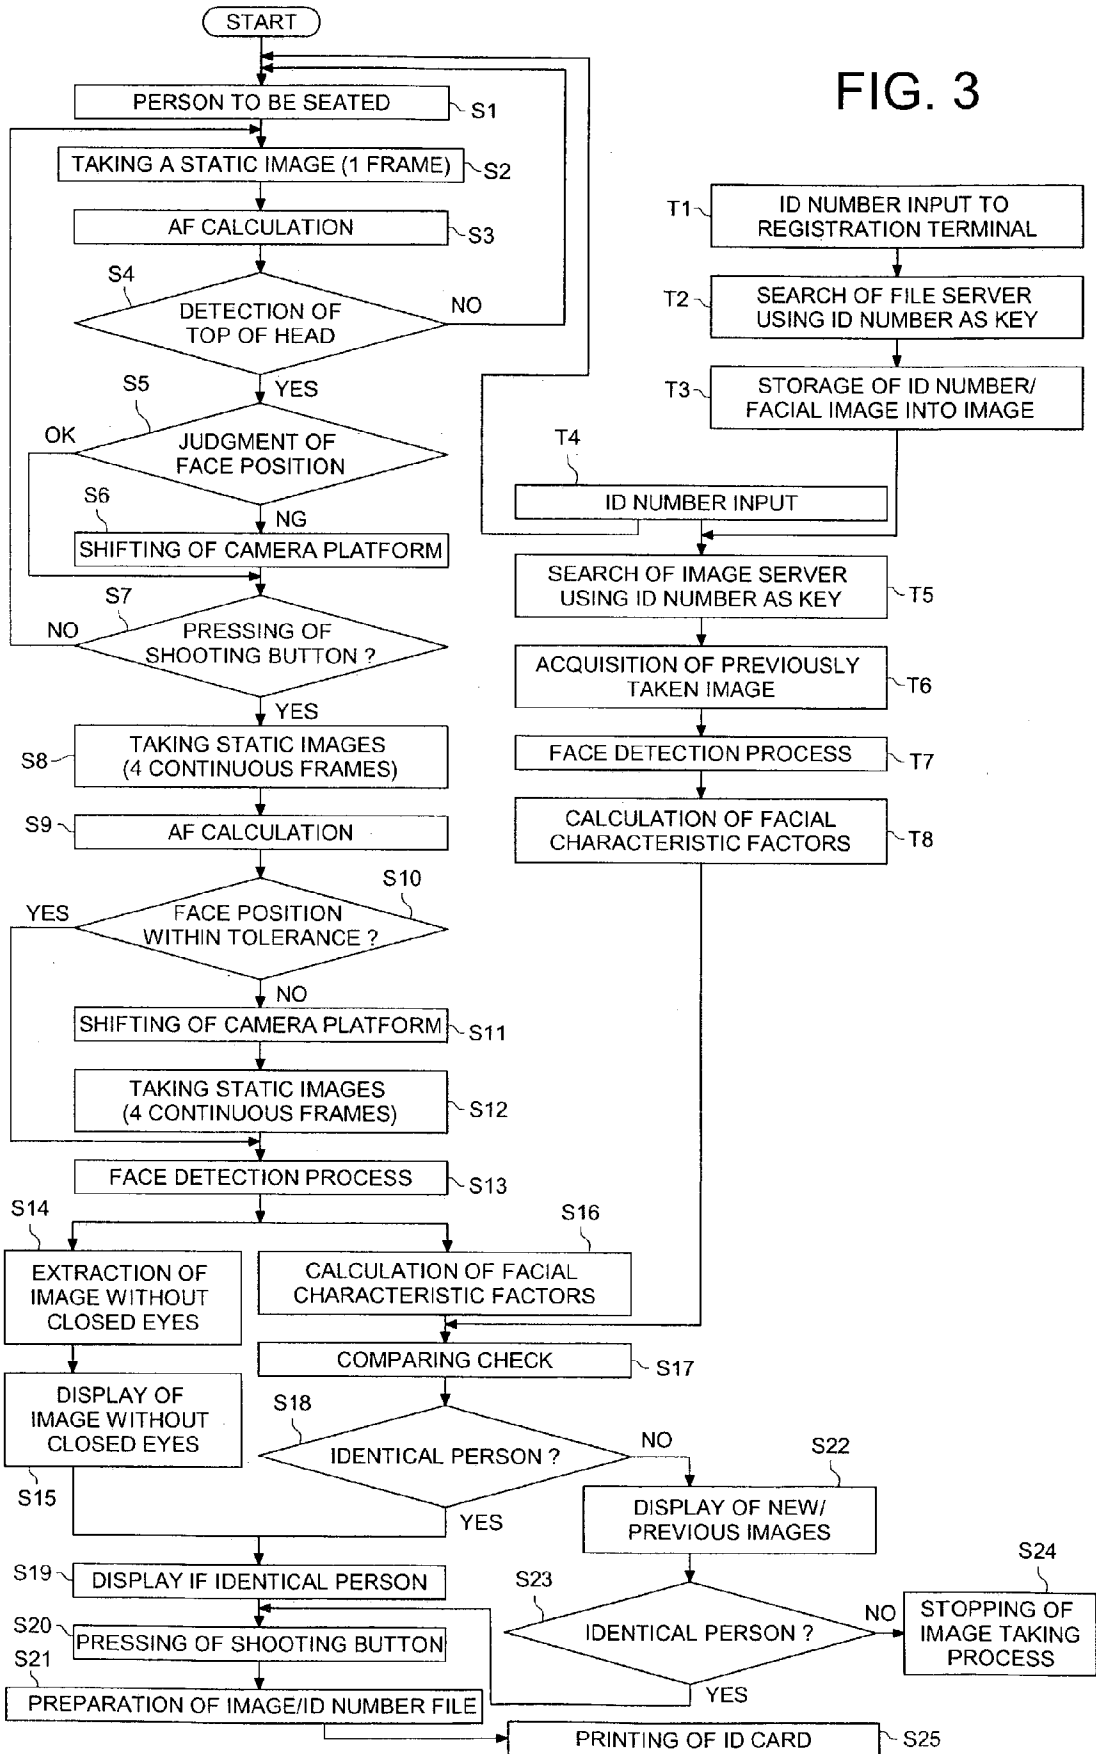 START
FIG. 3
PERSON TO BE SEATED
S1
TAKING A STATIC IMAGE (1 FRAME)
S2
AF CALCULATION
S3
S4
DETECTION OF
TOP OF HEAD
NO
YES
S5
OK
JUDGMENT OF
FACE POSITION
NG
S6
SHIFTING OF CAMERA PLATFORM
S7
NO
PRESSING OF
SHOOTING BUTTON ?
YES
S8
TAKING STATIC IMAGES
(4 CONTINUOUS FRAMES)
S9
AF CALCULATION
S10
YES
FACE POSITION
WITHIN TOLERANCE ?
NO
SHIFTING OF CAMERA PLATFORM
S11
TAKING STATIC IMAGES
(4 CONTINUOUS FRAMES)
S12
FACE DETECTION PROCESS
S13
S14
EXTRACTION OF
IMAGE WITHOUT
CLOSED EYES
DISPLAY OF
IMAGE WITHOUT
CLOSED EYES
S15
S16
CALCULATION OF FACIAL
CHARACTERISTIC FACTORS
COMPARING CHECK
S17
S18
IDENTICAL PERSON ?
NO
YES
S19
DISPLAY IF IDENTICAL PERSON
S20
PRESSING OF SHOOTING BUTTON
S21
PREPARATION OF IMAGE/ID NUMBER FILE
S22
DISPLAY OF NEW/
PREVIOUS IMAGES
S23
IDENTICAL PERSON ?
NO
YES
S24
STOPPING OF
IMAGE TAKING
PROCESS
PRINTING OF ID CARD
S25
T1
ID NUMBER INPUT TO
REGISTRATION TERMINAL
T2
SEARCH OF FILE SERVER
USING ID NUMBER AS KEY
T3
STORAGE OF ID NUMBER/
FACIAL IMAGE INTO IMAGE
T4
ID NUMBER INPUT
SEARCH OF IMAGE SERVER
USING ID NUMBER AS KEY
T5
ACQUISITION OF PREVIOUSLY
TAKEN IMAGE
T6
FACE DETECTION PROCESS
T7
CALCULATION OF FACIAL
CHARACTERISTIC FACTORS
T8